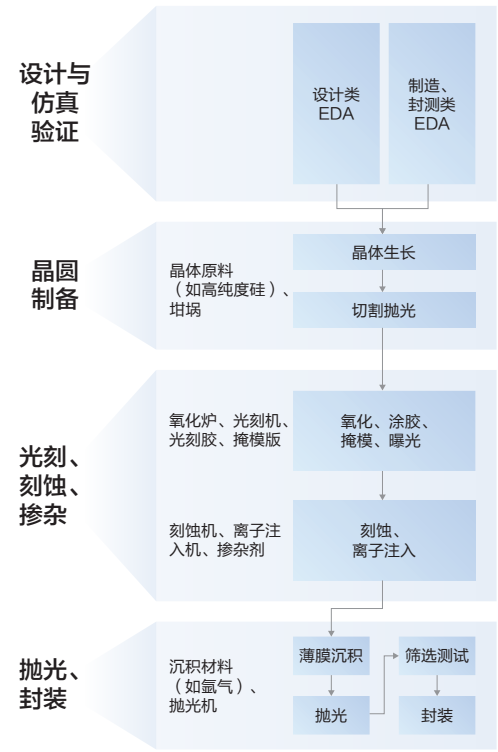 设计与
仿真
验证
设计类
EDA
制造、
封测类
EDA
晶圆
制备
晶体原料
（如高纯度硅）、
坩埚
晶体生长
切割抛光
光刻、
刻蚀、
掺杂
氧化炉、光刻机、
光刻胶、掩模版
氧化、涂胶、
掩模、曝光
刻蚀机、离子注
入机、掺杂剂
刻蚀、
离子注入
抛光、
封装
沉积材料
（如氩气）、
抛光机
薄膜沉积
抛光
筛选测试
封装